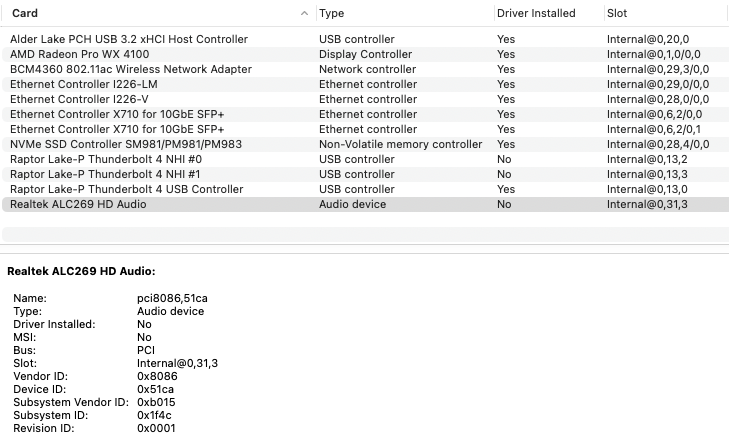 Card Type Driver Installed Slot
Alder Lake PCH USB 3.2 xHCI Host Controller USB controller Yes Internal@0,20,0
AMD Radeon Pro WX 4100 Display Controller Yes Internal@0,1,0/0,0
BCM4360 802.11ac Wireless Network Adapter Network controller Yes Internal@0,29,3/0,0
Ethernet Controller I226-LM Ethernet controller Yes Internal@0,29,0/0,0
Ethernet Controller I226-V Ethernet controller Yes Internal@0,28,0/0,0
Ethernet Controller X710 for 10GbE SFP+ Ethernet controller Yes Internal@0,6,2/0,0
Ethernet Controller X710 for 10GbE SFP+ Ethernet controller Yes Internal@0,6,2/0,1
NVMe SSD Controller SM981/PM981/PM983 Non-Volatile memory controller Yes Internal@0,28,4/0,0
Raptor Lake-P Thunderbolt 4 NHI #0 USB controller No Internal@0,13,2
Raptor Lake-P Thunderbolt 4 NHI #1 USB controller No Internal@0,13,3
Raptor Lake-P Thunderbolt 4 USB Controller USB controller Yes Internal@0,13,0
Realtek ALC269 HD Audio Audio device No Internal@0,31,3
Realtek ALC269 HD Audio:
Name: pci8086,51ca
Type: Audio device
Driver Installed: No
MSI: No
Bus: PCI
Slot: Internal@0,31,3
Vendor ID: 0x8086
Device ID: 0x51ca
Subsystem Vendor ID: 0xb015
Subsystem ID: 0x1f4c
Revision ID: 0x0001